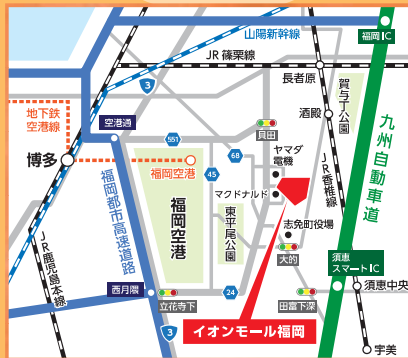 山陽新幹線
福岡IC
JR篠栗線
3
長者原
賀与丁公園
地下鉄
空港線
空港通
酒殿
551
貝田
九州自動車道
68
ヤマダ
電機
博多
福岡空港
45
マクドナルド
JR香椎線
福岡都市高速道路
福岡空港
東平尾公園
志免町役場
大的
須恵
スマートIC
JR鹿児島本線
西月隈
立花寺下
24
田富下深
須恵中央
3
イオンモール福岡
宇美